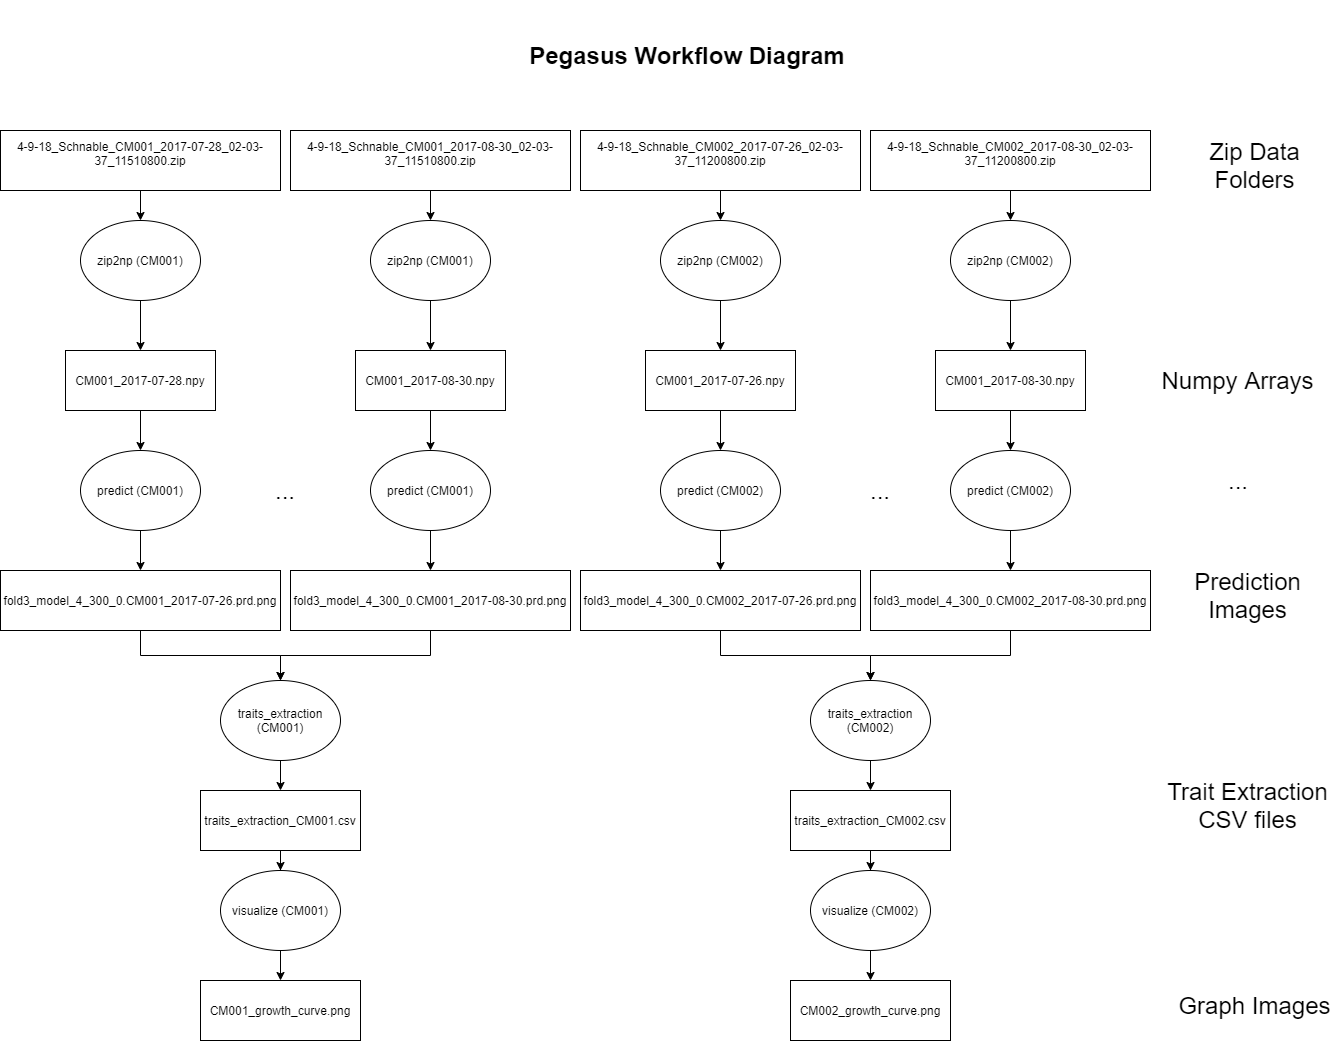 Pegasus Workflow Diagram
4-9-18_Schnable_CM001_2017-07-28_02-03-
37_11510800.zip
4-9-18_Schnable_CM001_2017-08-30_02-03-
37_11510800.zip
4-9-18_Schnable_CM002_2017-07-26_02-03-
37_11200800.zip
4-9-18_Schnable_CM002_2017-08-30_02-03-
37_11200800.zip
Zip Data
Folders
zip2np (CM001)
zip2np (CM001)
zip2np (CM002)
zip2np (CM002)
CM001_2017-07-28.npy
CM001_2017-08-30.npy
CM001_2017-07-26.npy
CM001_2017-08-30.npy
Numpy Arrays
predict (CM001)
...
predict (CM001)
predict (CM002)
...
predict (CM002)
...
fold3_model_4_300_0.CM001_2017-07-26.prd.png
fold3_model_4_300_0.CM001_2017-08-30.prd.png
fold3_model_4_300_0.CM002_2017-07-26.prd.png
fold3_model_4_300_0.CM002_2017-08-30.prd.png
Prediction
Images
traits_extraction
(CM001)
traits_extraction
(CM002)
traits_extraction_CM001.csv
traits_extraction_CM002.csv
Trait Extraction
CSV files
visualize (CM001)
visualize (CM002)
CM001_growth_curve.png
CM002_growth_curve.png
Graph Images